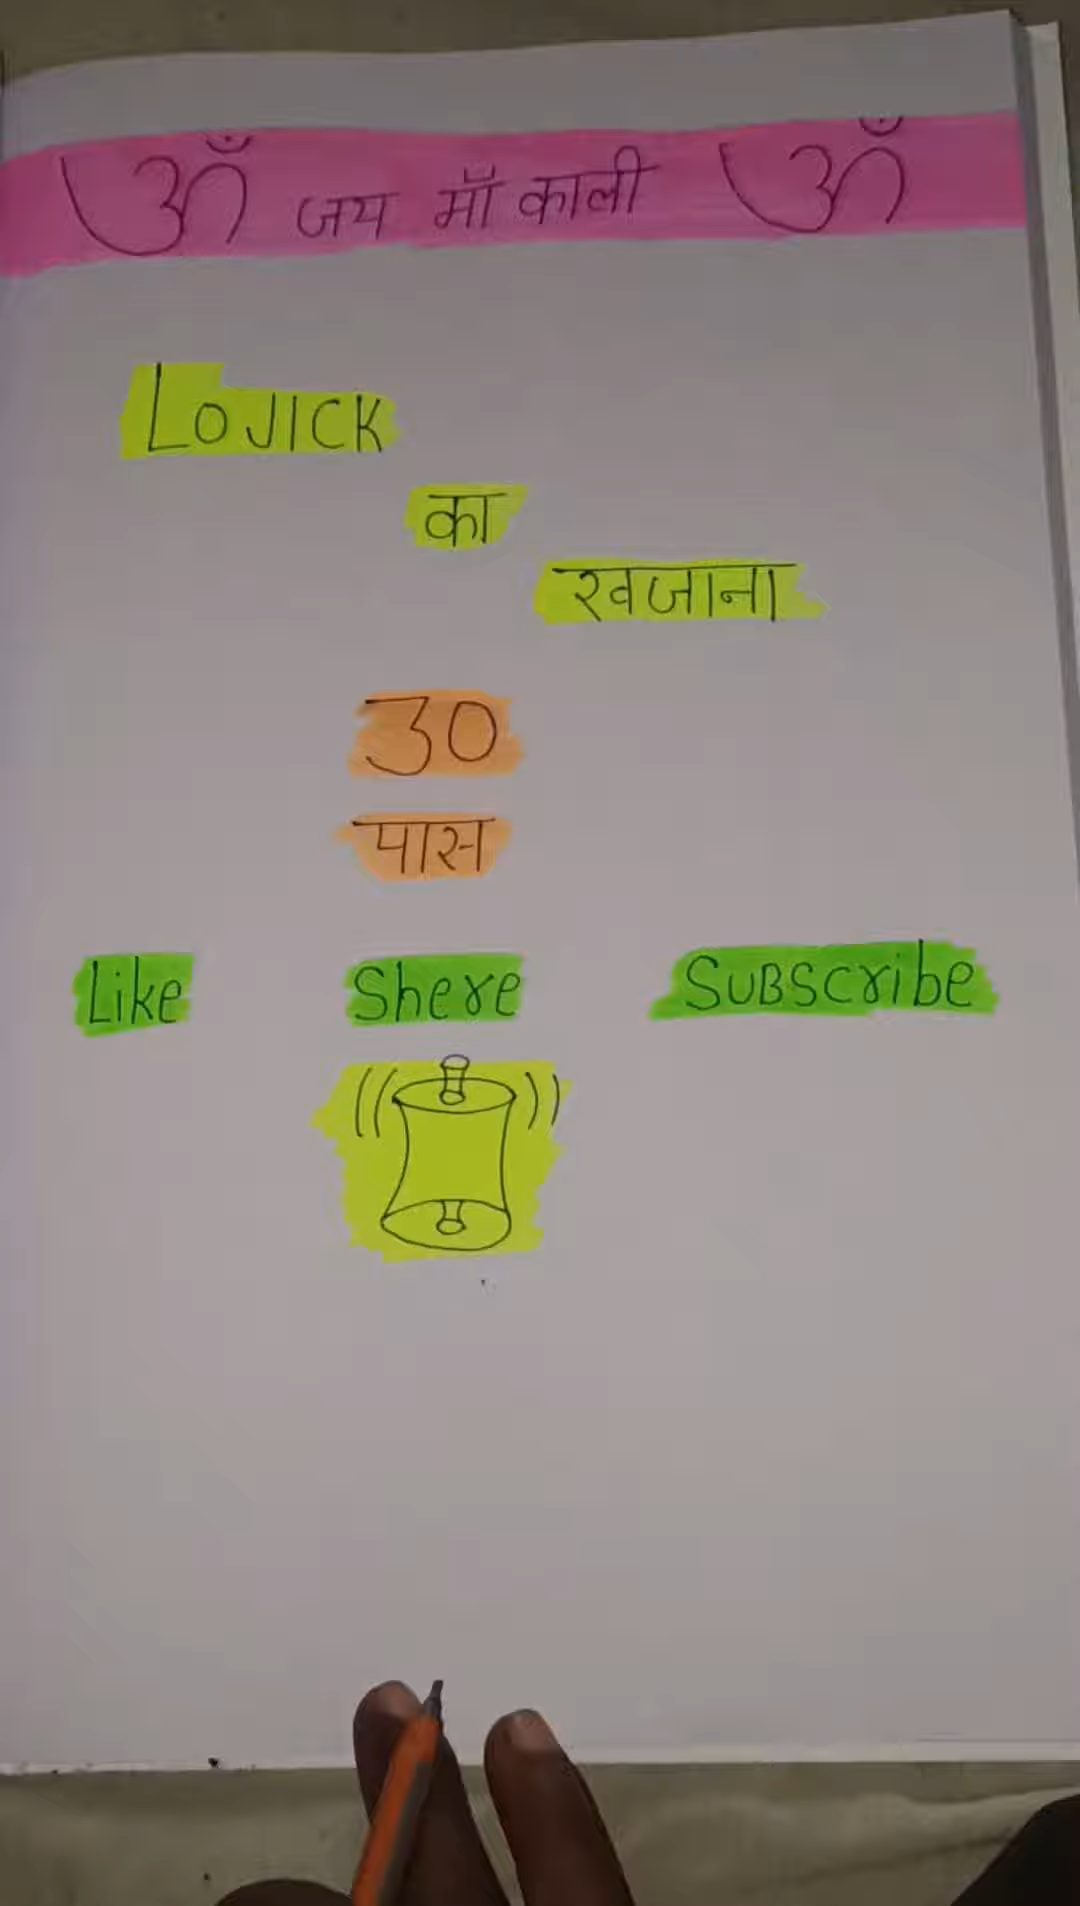 ॐ जय माँ काली ॐ
LOJICK
का
खजाना
30
पास
Like Shere SUBScribe